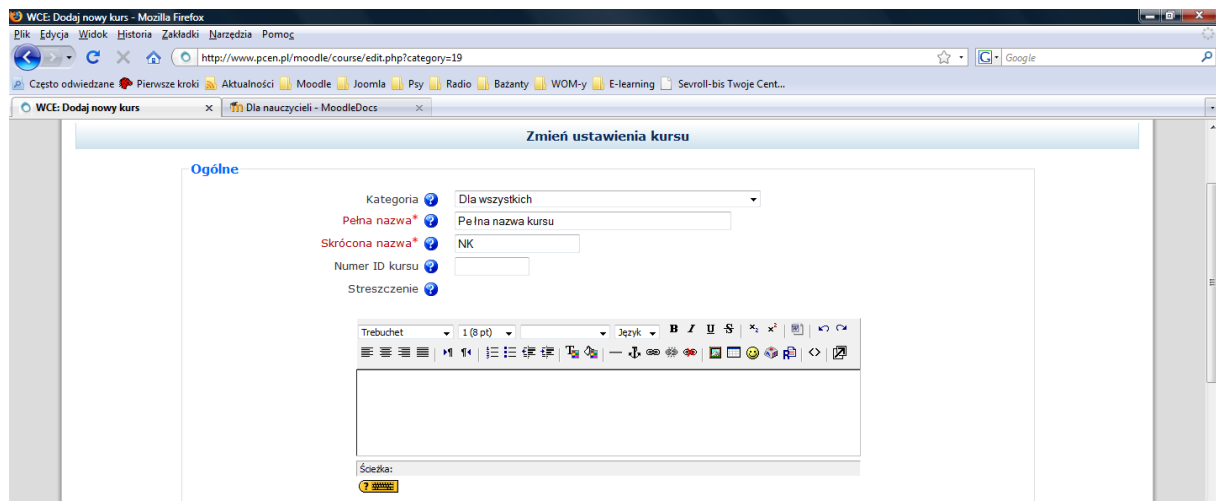 WCE: Dodaj nowy kurs - Mozilla Firefox
Plik Edycja Widok Historia Zakładki Narzędzia Pomoc
http://www.pcen.pl/moodle/course/edit.php?category=19
Google
Często odwiedzane Pierwsze kroki Aktualności Moodle Joomla Psy Radio Bażanty WOM-y E-learning Sevroll-bis Twoje Cent...
WCE: Dodaj nowy kurs Dla nauczycieli - MoodleDocs
Zmień ustawienia kursu
Ogólne
Kategoria Dla wszystkich
Pełna nazwa* Pełna nazwa kursu
Skrócona nazwa* NK
Numer ID kursu
Streszczenie
Trebuchet 1 (8 pt) Język B I U S x₂ x²
Ścieżka: